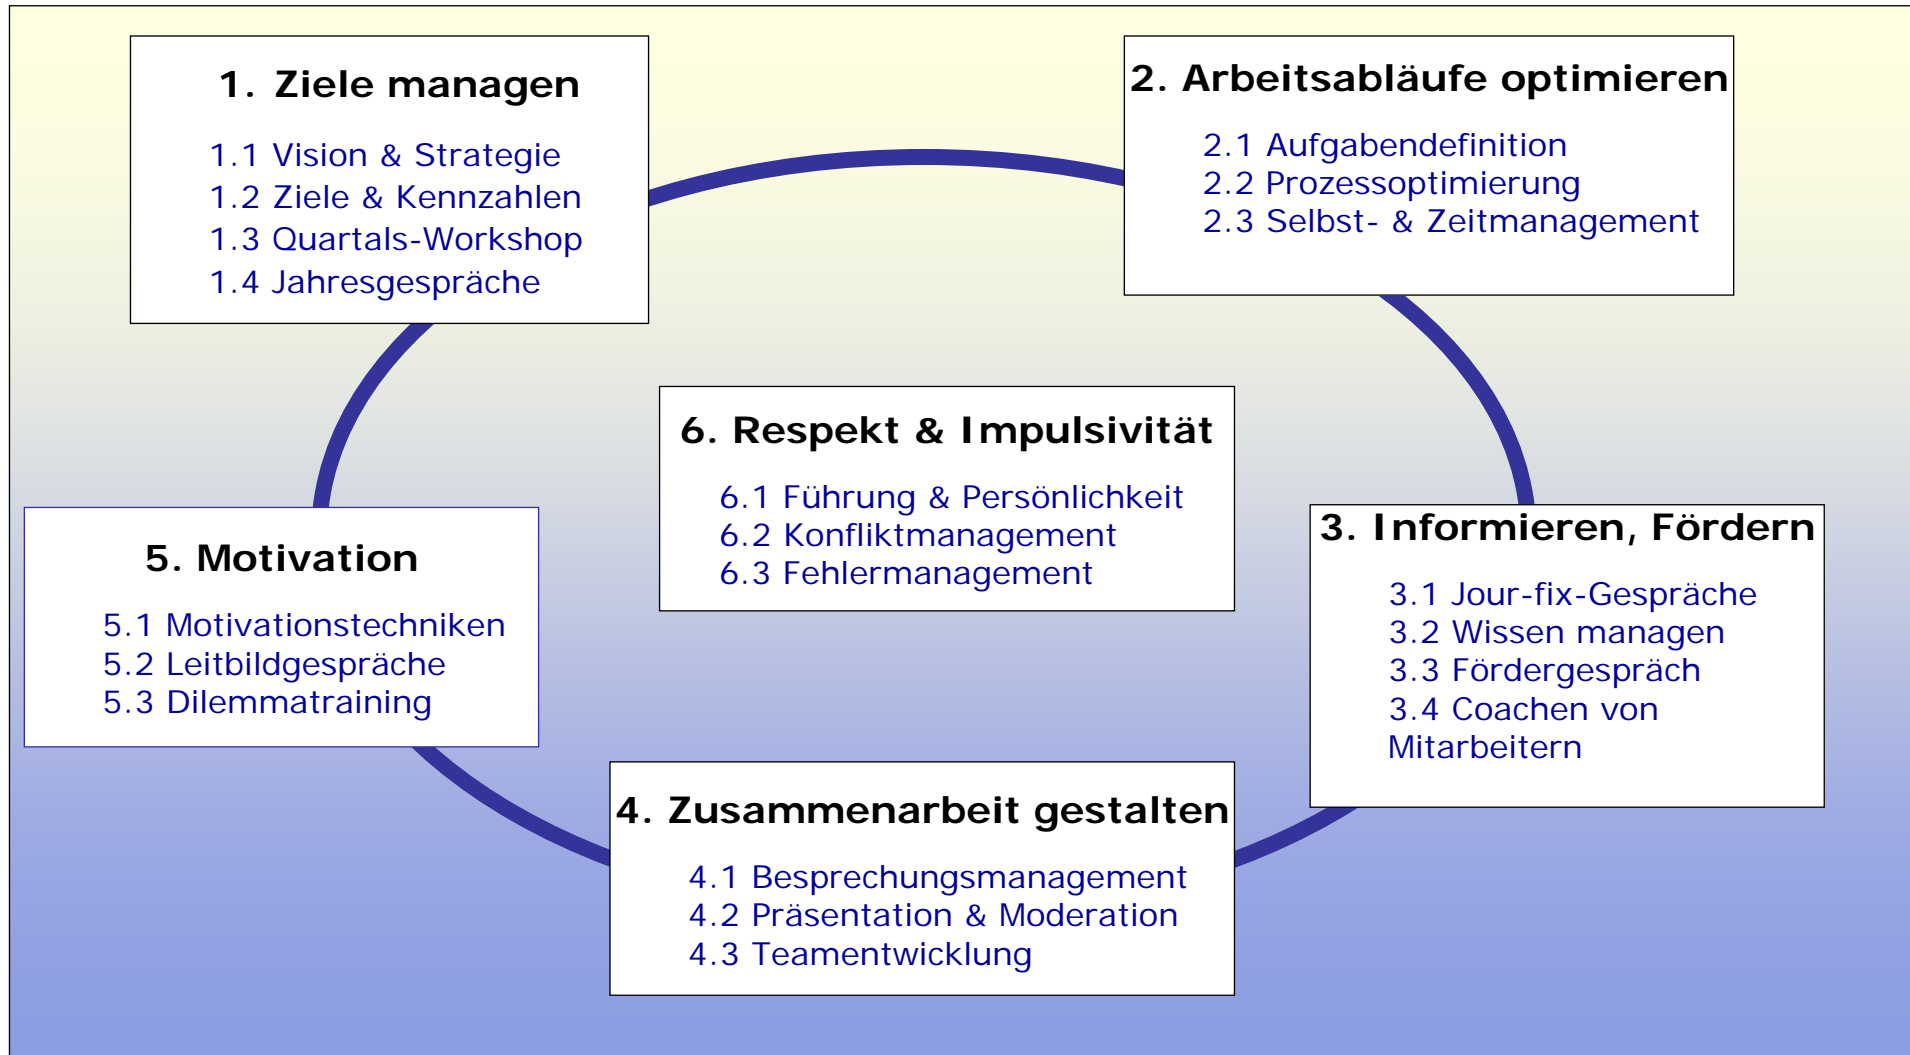 1. Ziele managen
1.1 Vision & Strategie
1.2 Ziele & Kennzahlen
1.3 Quartals-Workshop
1.4 Jahresgespräche
2. Arbeitsabläufe optimieren
2.1 Aufgabendefinition
2.2 Prozessoptimierung
2.3 Selbst- & Zeitmanagement
3. Informieren, Fördern
3.1 Jour-fix-Gespräche
3.2 Wissen managen
3.3 Fördergespräch
3.4 Coachen von
Mitarbeitern
4. Zusammenarbeit gestalten
4.1 Besprechungsmanagement
4.2 Präsentation & Moderation
4.3 Teamentwicklung
5. Motivation
5.1 Motivationstechniken
5.2 Leitbildgespräche
5.3 Dilemmatraining
6. Respekt & Impulsivität
6.1 Führung & Persönlichkeit
6.2 Konfliktmanagement
6.3 Fehlermanagement